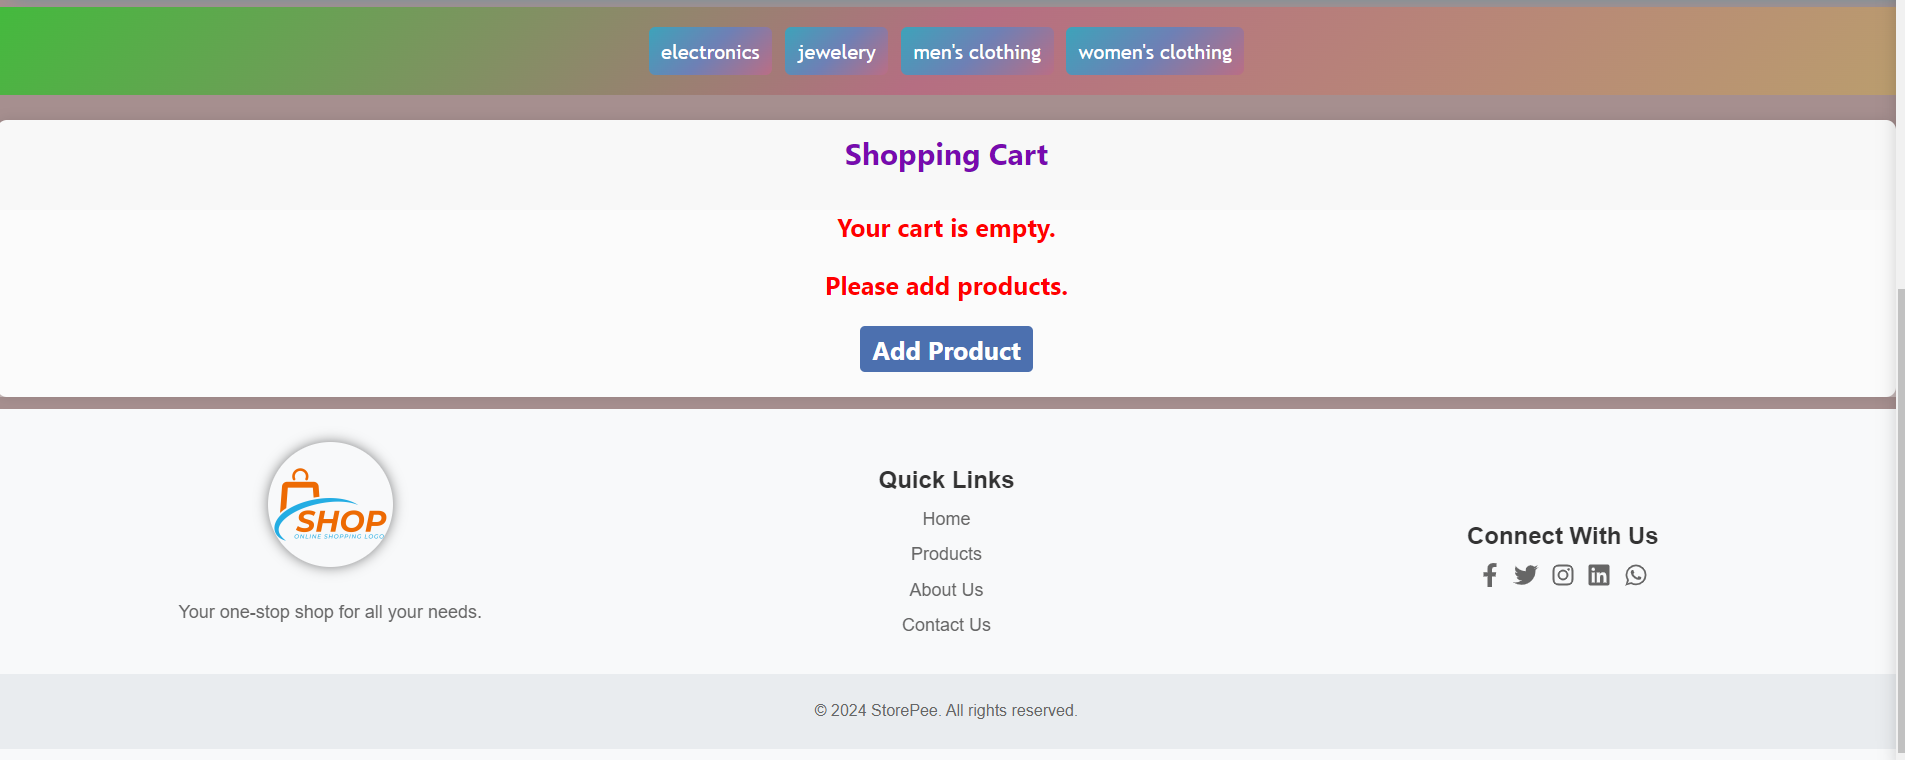 electronics
jewelery
men's clothing
women's clothing
Shopping Cart
Your cart is empty.
Please add products.
Add Product
SHOP
ONLINE SHOPPING LOGO
Your one-stop shop for all your needs.
Quick Links
Home
Products
About Us
Contact Us
Connect With Us
© 2024 StorePee. All rights reserved.